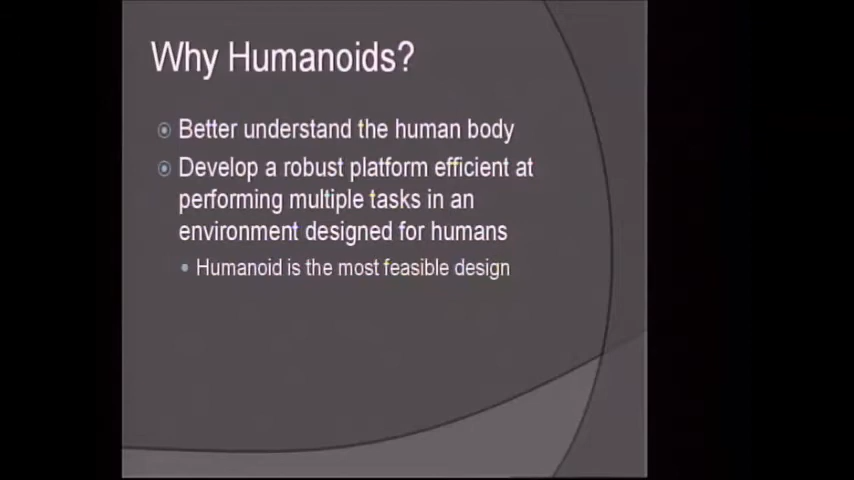 Why Humanoids?
Better understand the human body
Develop a robust platform efficient at
performing multiple tasks in an
environment designed for humans
Humanoid is the most feasible design